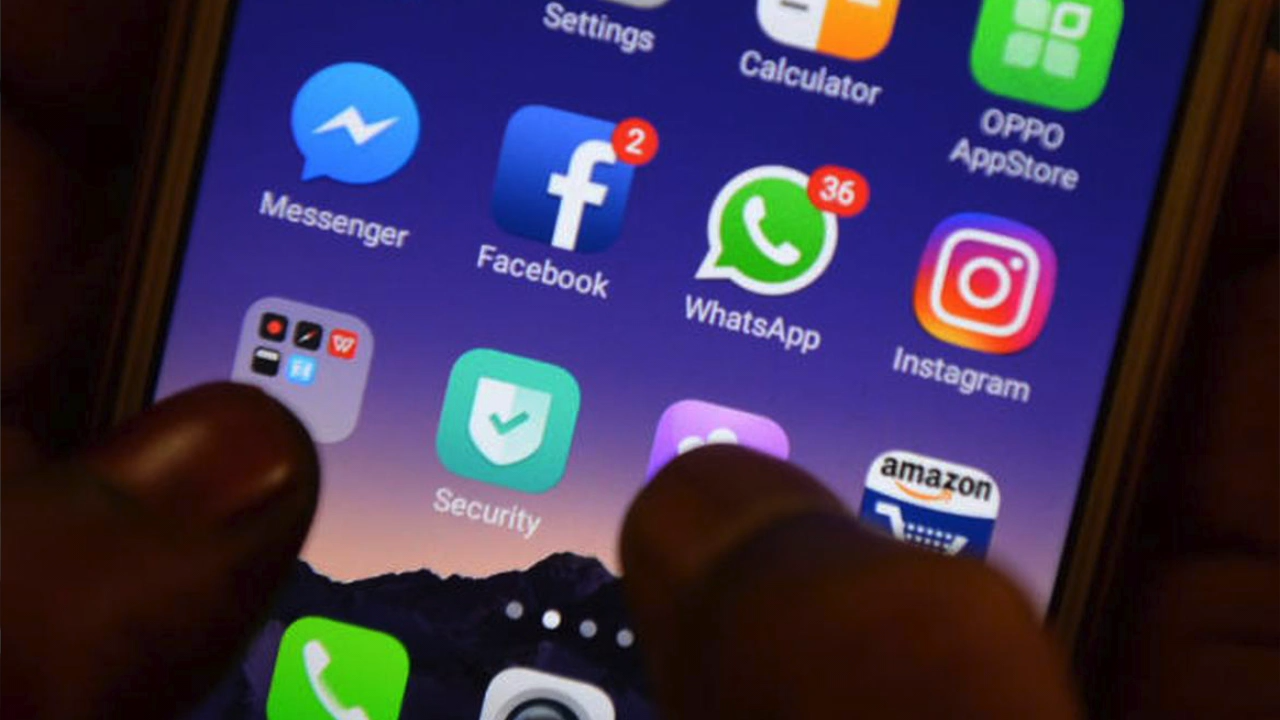 Settings
Calculator
OPPO
AppStore
Messenger
2
Facebook
36
WhatsApp
Instagram
W
Security
amazon